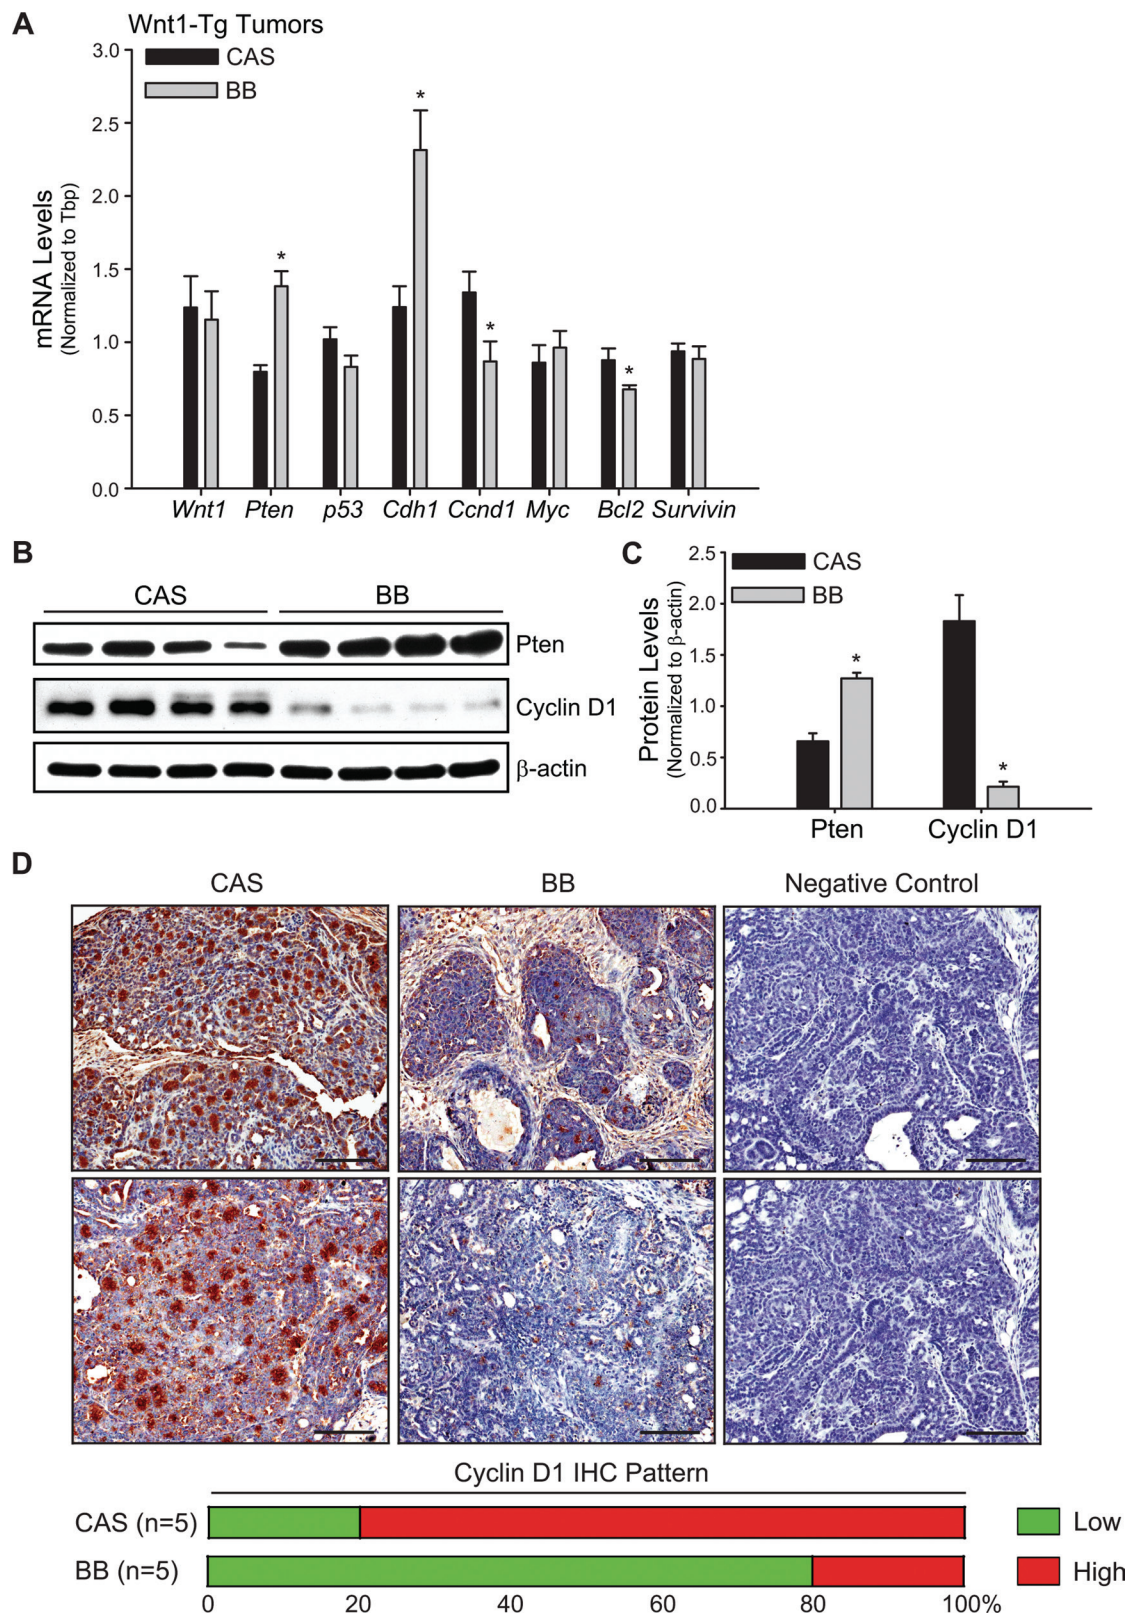 A
Wnt1-Tg Tumors
CAS
BB
mRNA Levels
(Normalized to Tbp)
3.0
2.5
2.0
1.5
1.0
0.5
0.0
*
*
*
*
Wnt1 Pten p53 Cdh1 Ccnd1 Myc Bcl2 Survivin
B
CAS BB
Pten
Cyclin D1
β-actin
C
CAS
BB
Protein Levels
(Normalized to β-actin)
2.5
2.0
1.5
1.0
0.5
0.0
*
*
Pten Cyclin D1
D
CAS BB Negative Control
Cyclin D1 IHC Pattern
CAS (n=5)
BB (n=5)
0 20 40 60 80 100%
Low
High